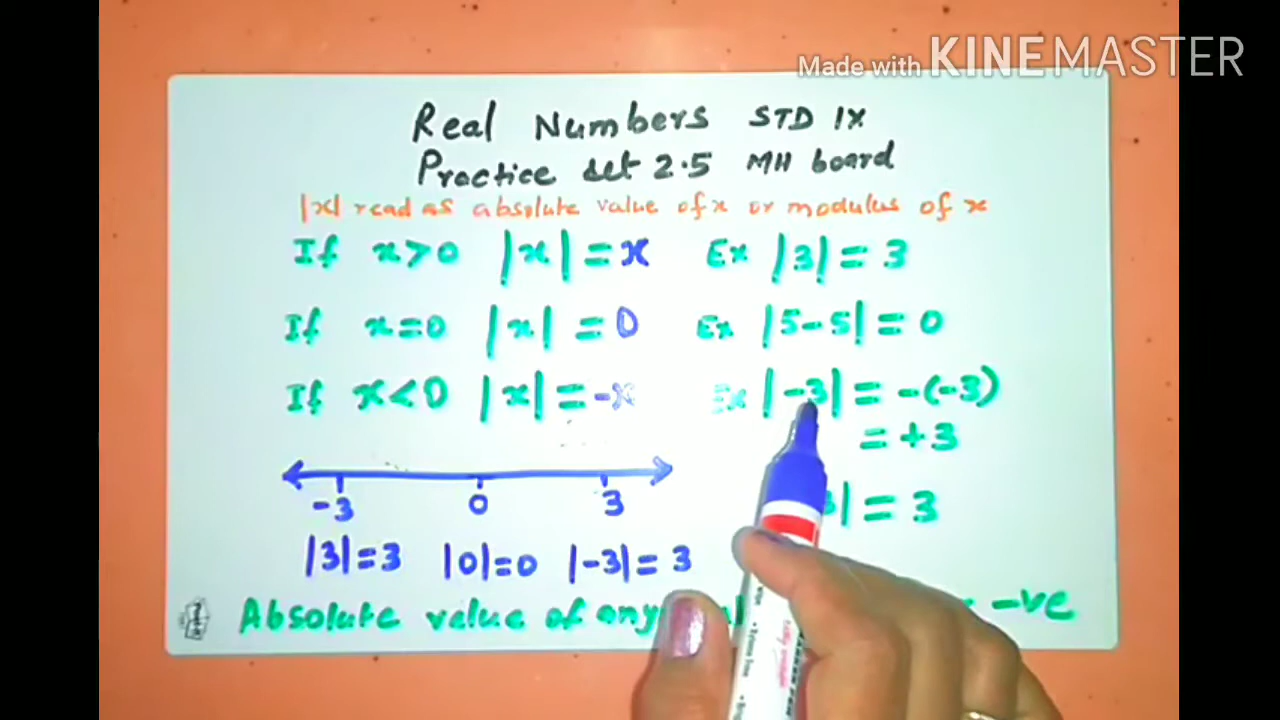 Made with KINEMASTER
Real Numbers STD IX
Practice set 2.5 MH board
|x| read as absolute value of x or modulus of x
If x>0 |x|=x Ex |3|=3
If x=0 |x|=0 Ex |5-5|=0
If x<0 |x|=-x Ex |-3|=-(-3)
=+3
-3 0 3
3|=3
|3|=3 |0|=0 |-3|=3
Absolute value of any -ve